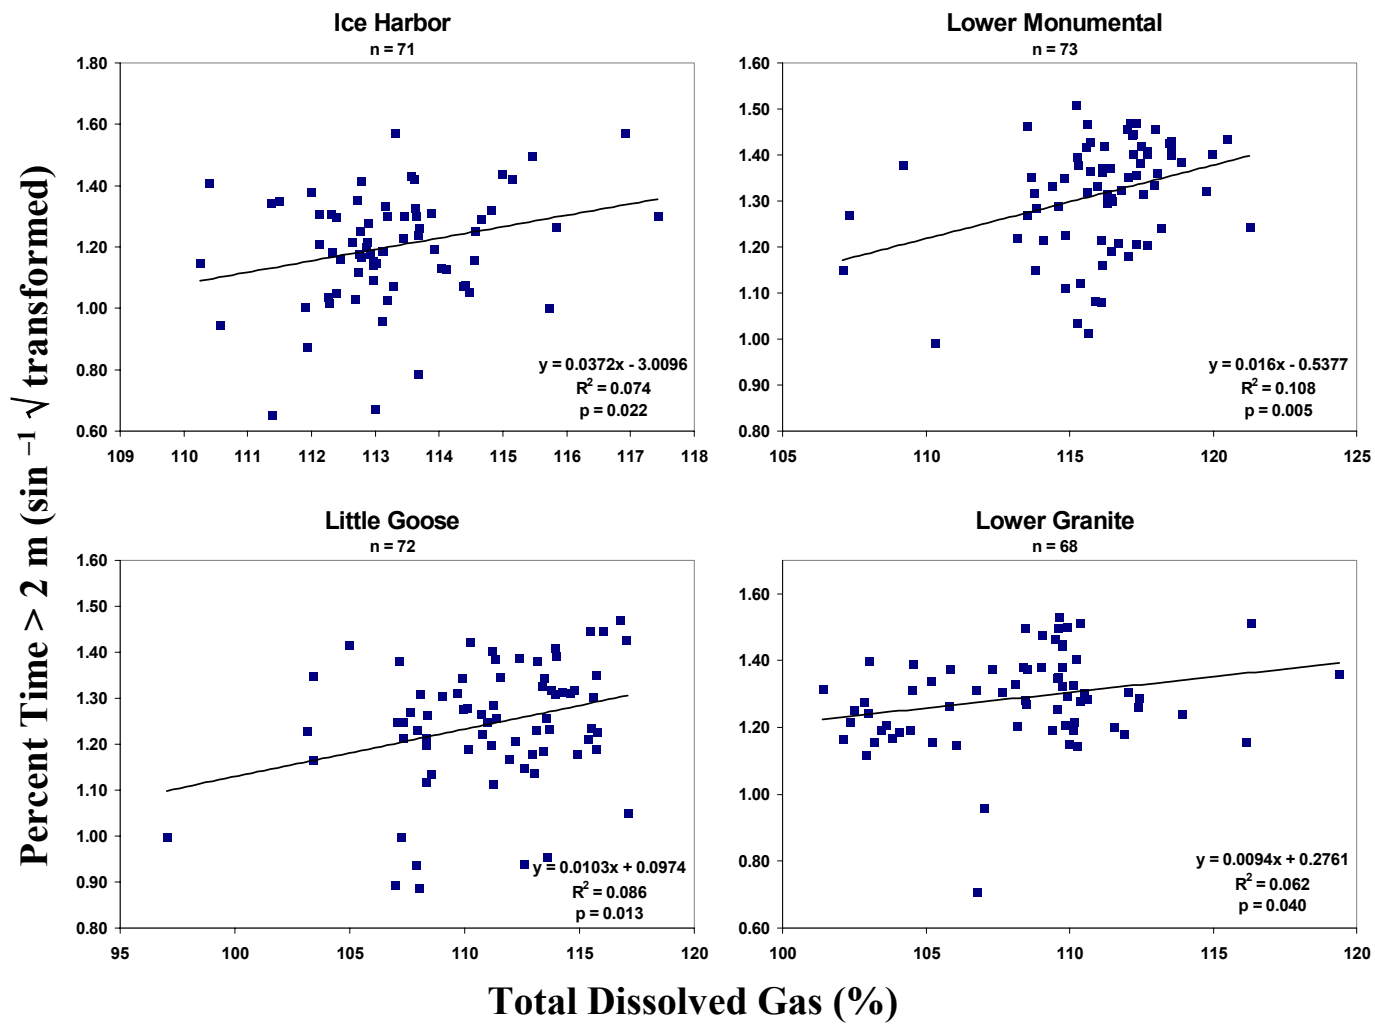 Percent Time > 2 m (sin ⁻¹ √ transformed)
Ice Harbor
n = 71
1.80
1.60
1.40
1.20
1.00
0.80
0.60
y = 0.0372x - 3.0096
R² = 0.074
p = 0.022
109 110 111 112 113 114 115 116 117 118
Lower Monumental
n = 73
1.60
1.50
1.40
1.30
1.20
1.10
1.00
0.90
0.80
y = 0.016x - 0.5377
R² = 0.108
p = 0.005
105 110 115 120 125
Little Goose
n = 72
1.60
1.50
1.40
1.30
1.20
1.10
1.00
0.90
0.80
y = 0.0103x + 0.0974
R² = 0.086
p = 0.013
95 100 105 110 115 120
Lower Granite
n = 68
1.60
1.40
1.20
1.00
0.80
0.60
y = 0.0094x + 0.2761
R² = 0.062
p = 0.040
100 105 110 115 120
Total Dissolved Gas (%)